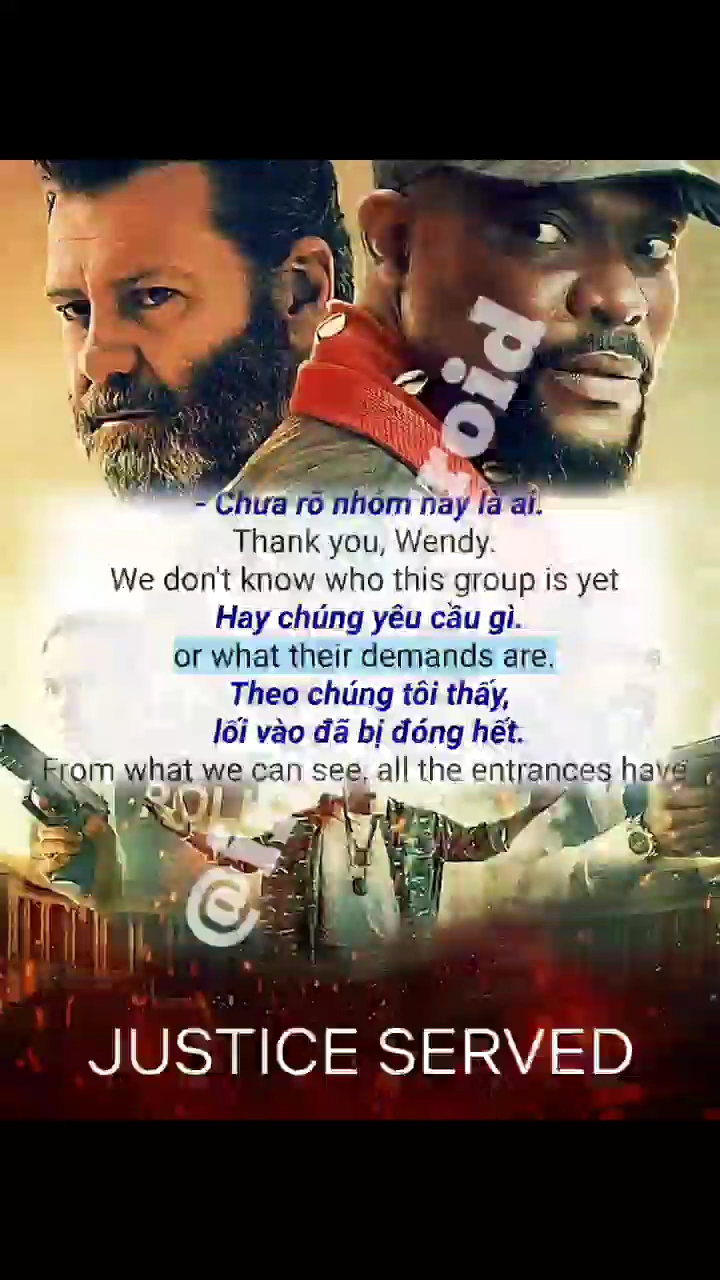 - Chưa rõ nhóm này là ai.
Thank you, Wendy.
We don't know who this group is yet
Hay chúng yêu cầu gì.
or what their demands are.
Theo chúng tôi thấy,
lối vào đã bị đóng hết.
From what we can see, all the entrances have
JUSTICE SERVED